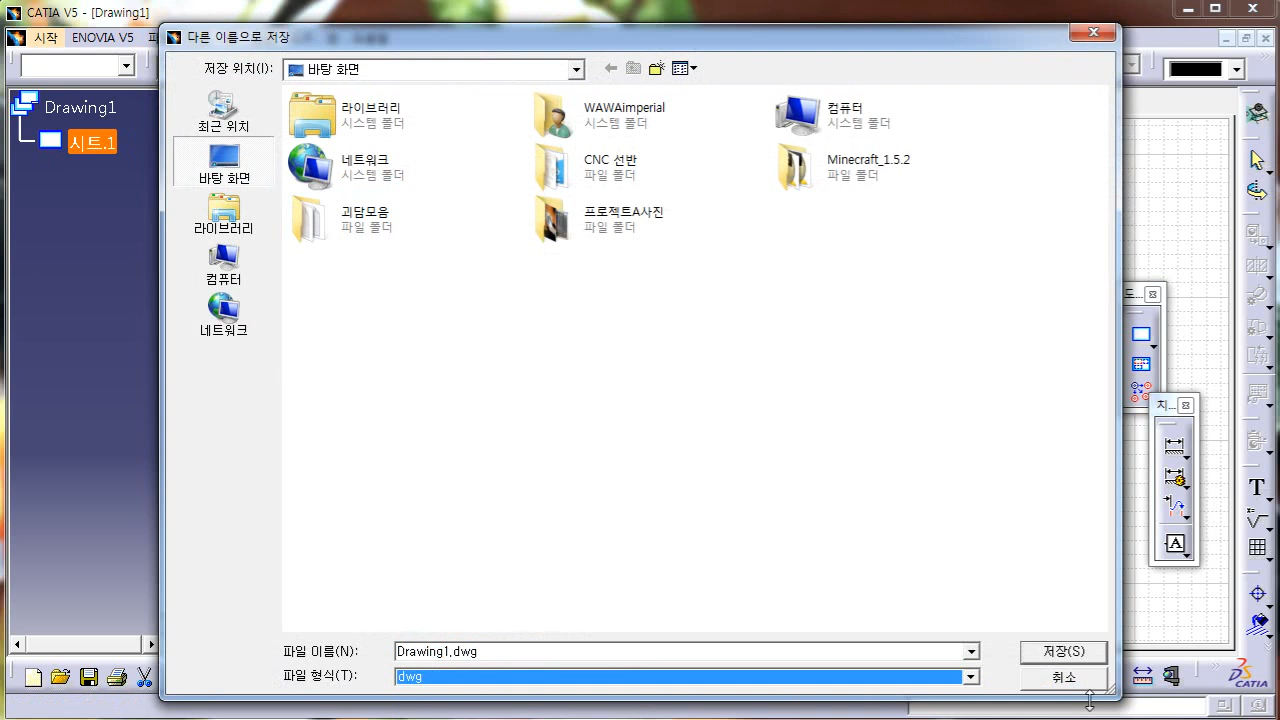 CATIA V5 - [Drawing1]
시작 ENOVIA V5
다른 이름으로 저장
저장 위치(I): 바탕 화면
Drawing1
시트.1
최근 위치
바탕 화면
라이브러리
컴퓨터
네트워크
라이브러리
시스템 폴더
WAWAimperial
시스템 폴더
컴퓨터
시스템 폴더
네트워크
시스템 폴더
CNC 선반
파일 폴더
Minecraft_1.5.2
파일 폴더
괴담모음
파일 폴더
프로젝트A사진
파일 폴더
도...
치...
T
A
파일 이름(N): Drawing1.dwg 저장(S)
파일 형식(T): dwg 취소
CATIA